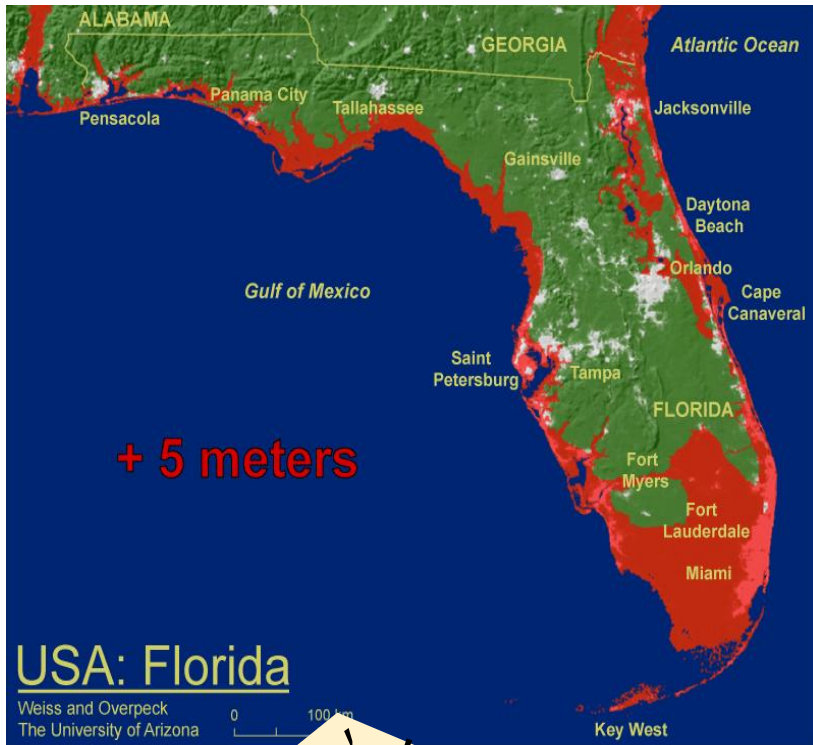 ALABAMA
GEORGIA
Atlantic Ocean
Panama City
Pensacola
Tallahassee
Jacksonville
Gainsville
Daytona
Beach
Orlando
Gulf of Mexico
Cape
Canaveral
Saint
Petersburg
Tampa
FLORIDA
+ 5 meters
Fort
Myers
Fort
Lauderdale
Miami
USA: Florida
Weiss and Overpeck
The University of Arizona
0 100 km
Key West